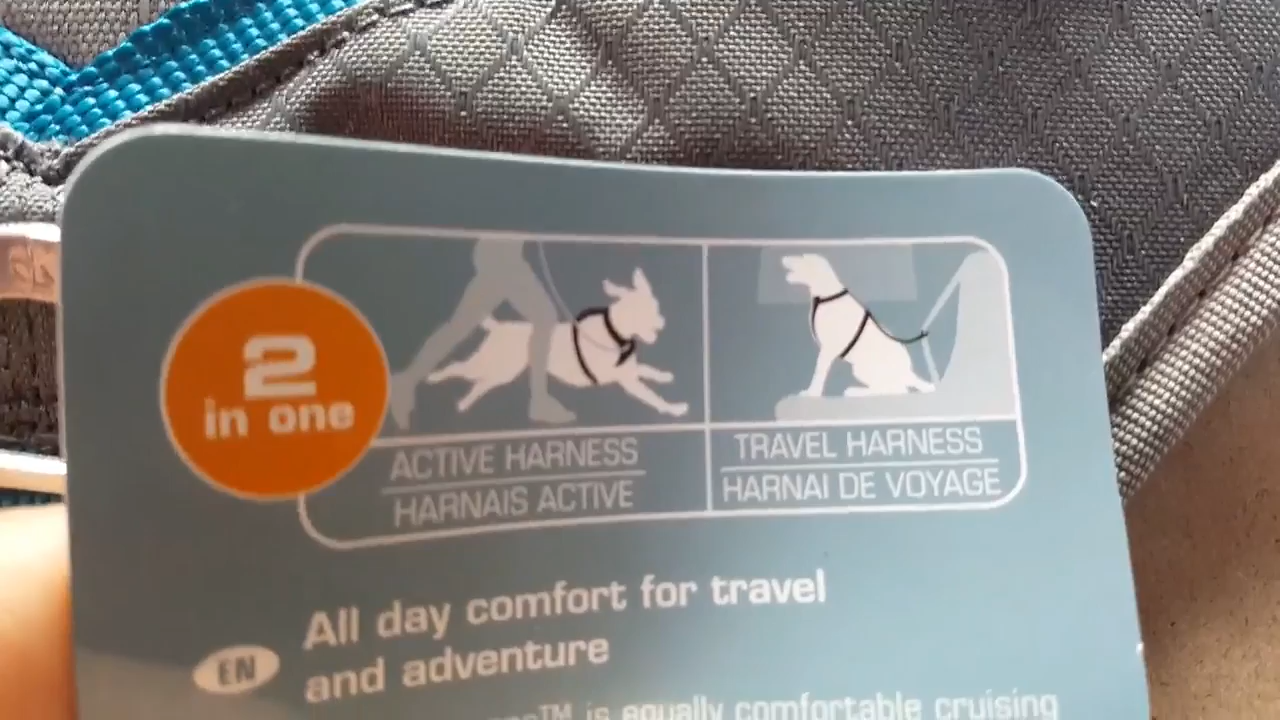 2
in one
ACTIVE HARNESS
HARNAIS ACTIVE
TRAVEL HARNESS
HARNAI DE VOYAGE
EN
All day comfort for travel
and adventure
is equally comfortable cruising